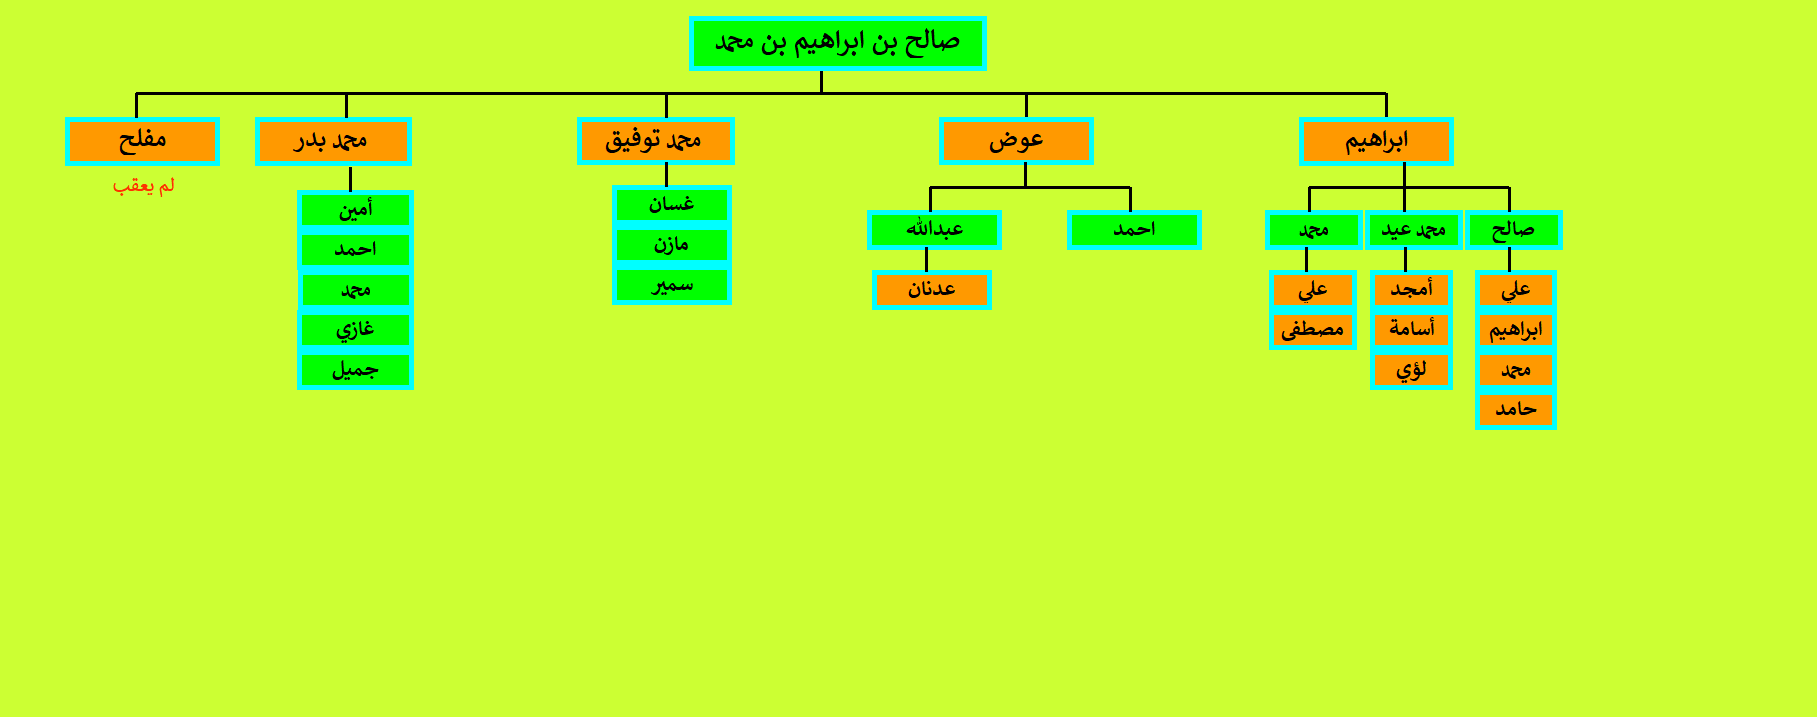 صالح بن ابراهيم بن محمد
ابراهيم
عوض
محمد توفيق
محمد بدر
مفلح
لم يعقب
صالح
محمد عيد
محمد
علي
ابراهيم
محمد
حامد
أمجد
أسامة
لؤي
علي
مصطفى
احمد
عبدالله
عدنان
غسان
مازن
سمير
أمين
احمد
محمد
غازي
جميل